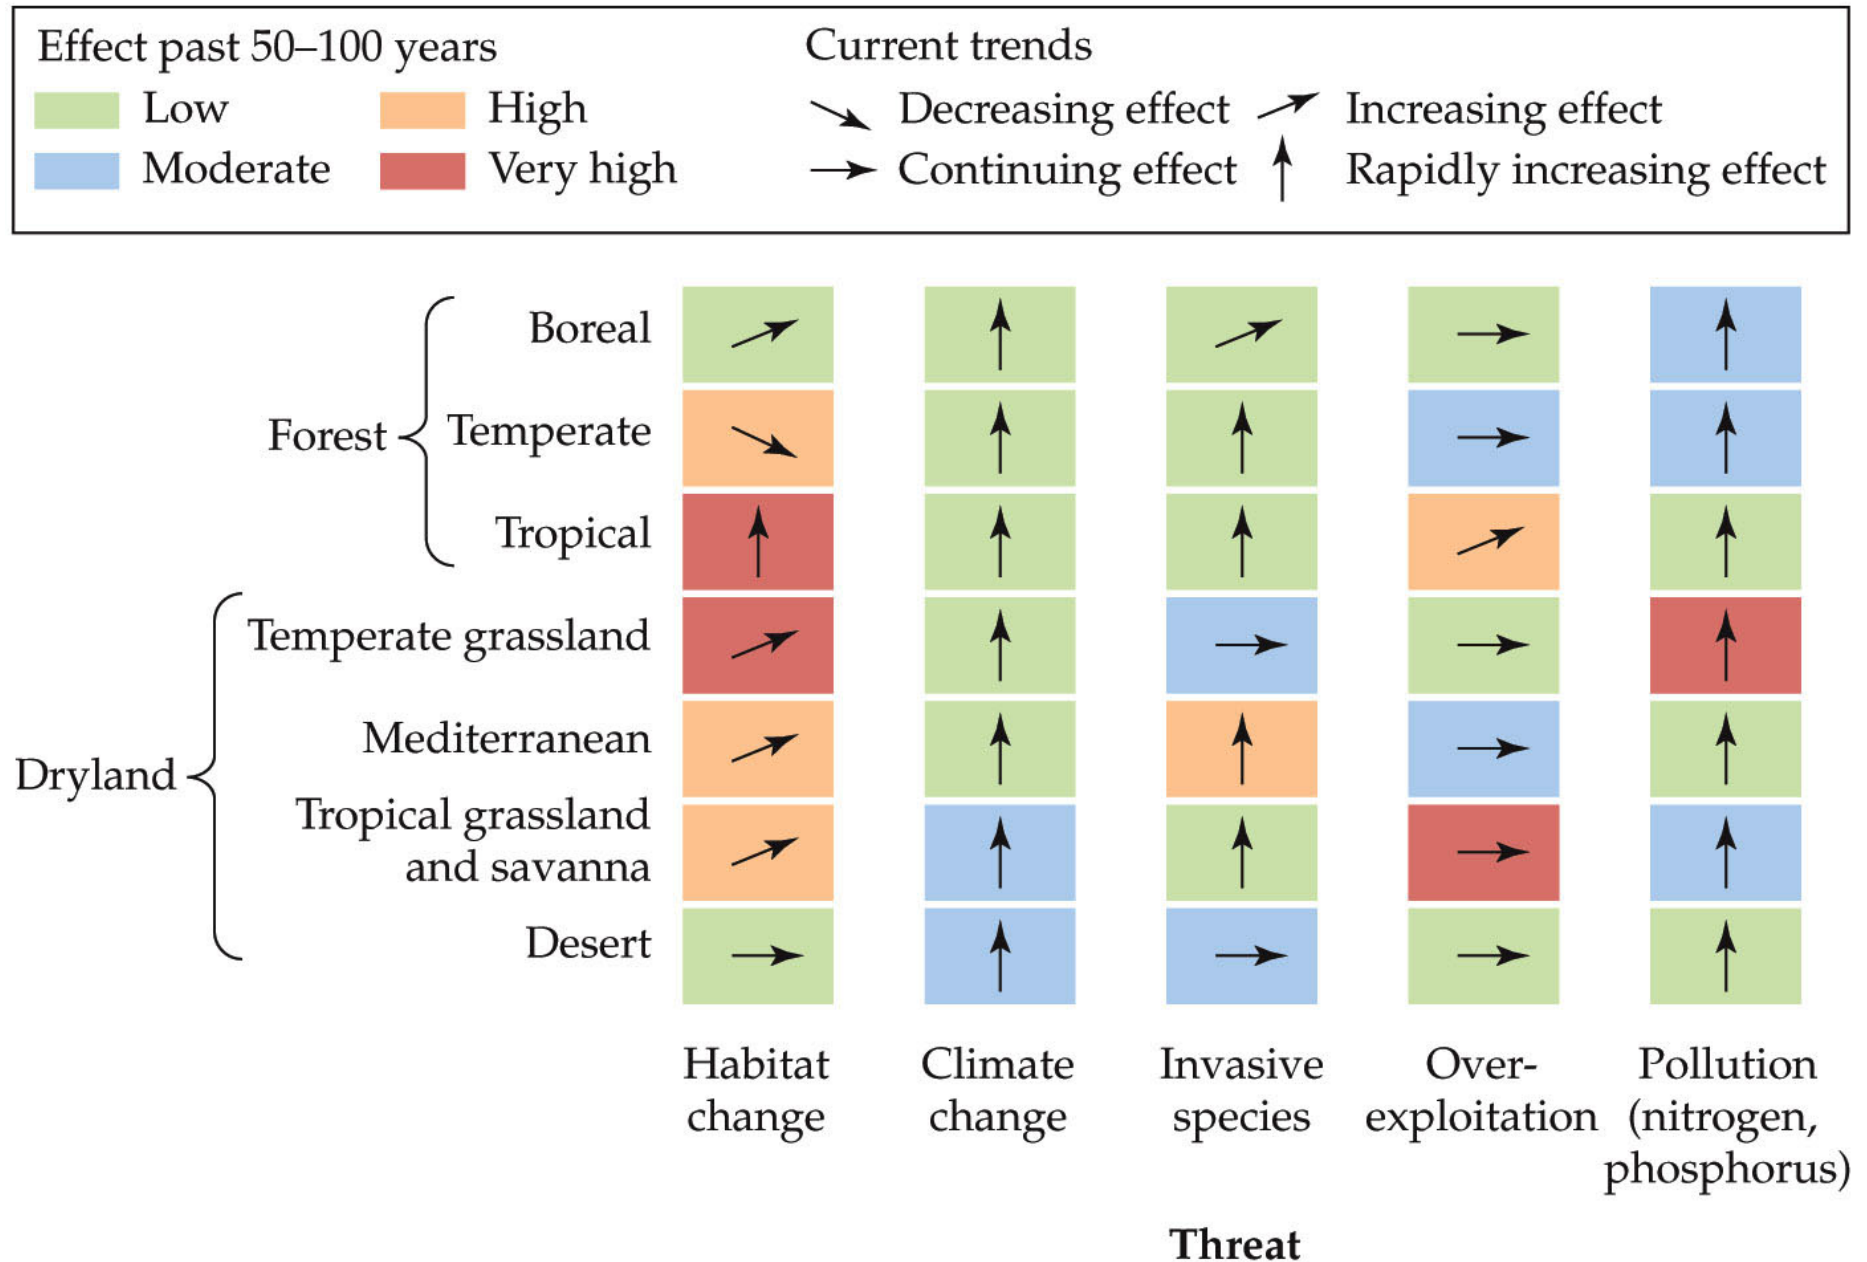 Effect past 50–100 years
Low
High
Moderate
Very high
Current trends
Decreasing effect
Increasing effect
Continuing effect
Rapidly increasing effect
Forest
Boreal
Temperate
Tropical
Dryland
Temperate grassland
Mediterranean
Tropical grassland
and savanna
Desert
Habitat
change
Climate
change
Invasive
species
Over-
exploitation
Pollution
(nitrogen,
phosphorus)
Threat